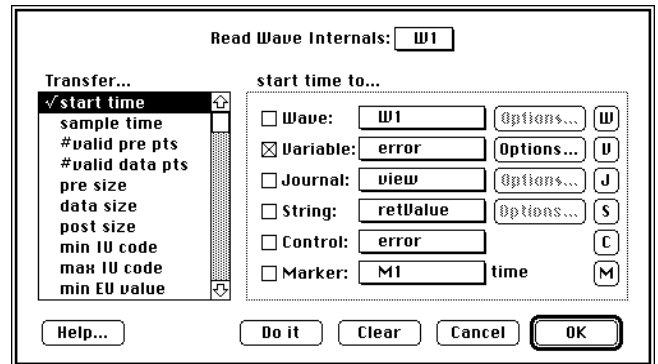 Read Wave Internals: W1
Transfer...
√start time
sample time
#valid pre pts
#valid data pts
pre size
data size
post size
min IU code
max IU code
min EU value
start time to...
Wave: W1 Options... W
Variable: error Options... V
Journal: view Options... J
String: retValue Options... S
Control: error C
Marker: M1 time M
Help... Do it Clear Cancel OK